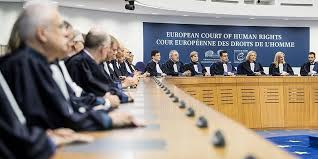 EUROPEAN COURT OF HUMAN RIGHTS
COUR EUROPÉENNE DES DROITS DE L'HOMME